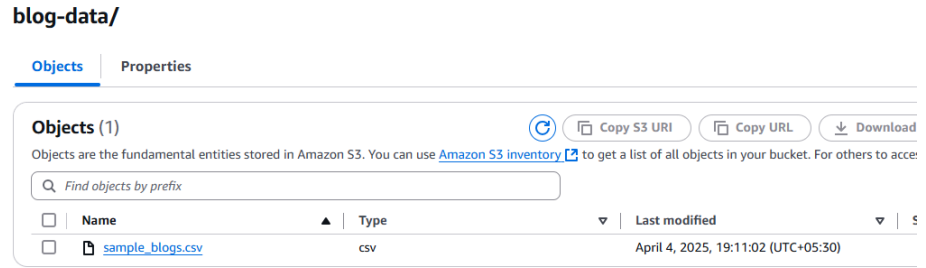 blog-data/
Objects Properties
Objects (1) Copy S3 URI Copy URL Download
Objects are the fundamental entities stored in Amazon S3. You can use Amazon S3 inventory to get a list of all objects in your bucket. For others to acce
Find objects by prefix
Name Type Last modified S
sample_blogs.csv csv April 4, 2025, 19:11:02 (UTC+05:30)